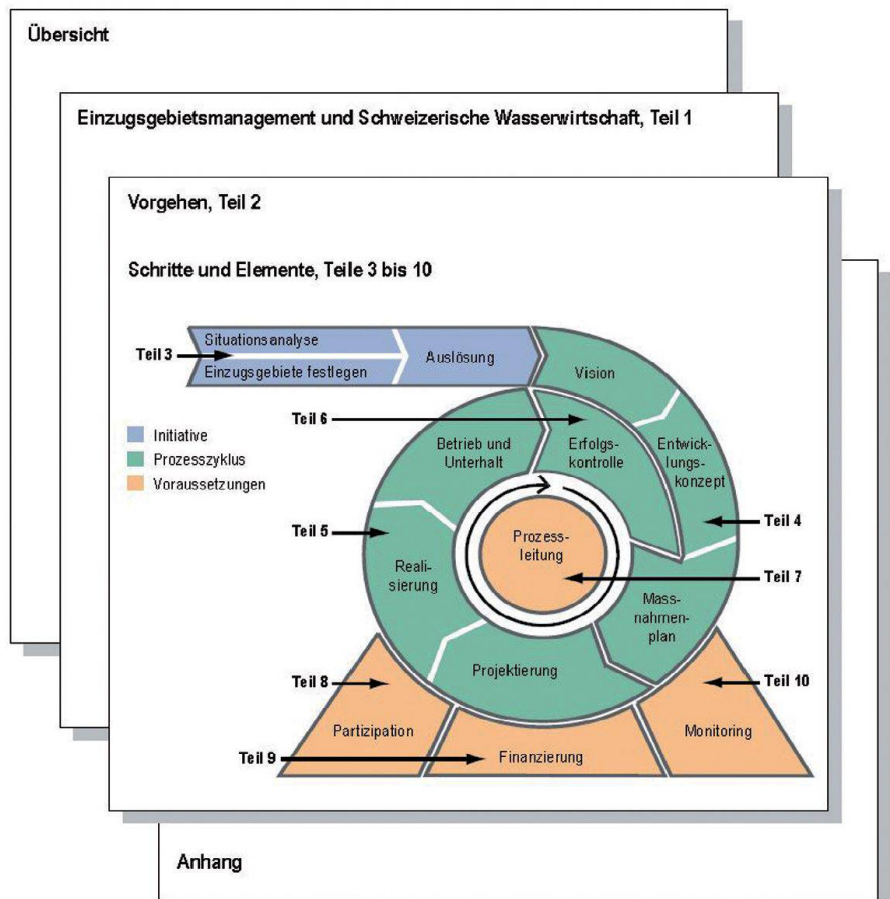 Übersicht
Einzugsgebietsmanagement und Schweizerische Wasserwirtschaft, Teil 1
Vorgehen, Teil 2
Schritte und Elemente, Teile 3 bis 10
Situationsanalyse
Teil 3
Einzugsgebiete festlegen
Auslösung
Vision
Teil 6
Initiative
Prozesszyklus
Voraussetzungen
Betrieb und
Unterhalt
Erfolgs-
kontrolle
Entwick-
lungs-
konzept
Teil 5
Teil 4
Prozess-
leitung
Teil 7
Reali-
sierung
Mass-
nahmen-
plan
Projektierung
Teil 8
Teil 10
Partizipation
Monitoring
Teil 9
Finanzierung
Anhang